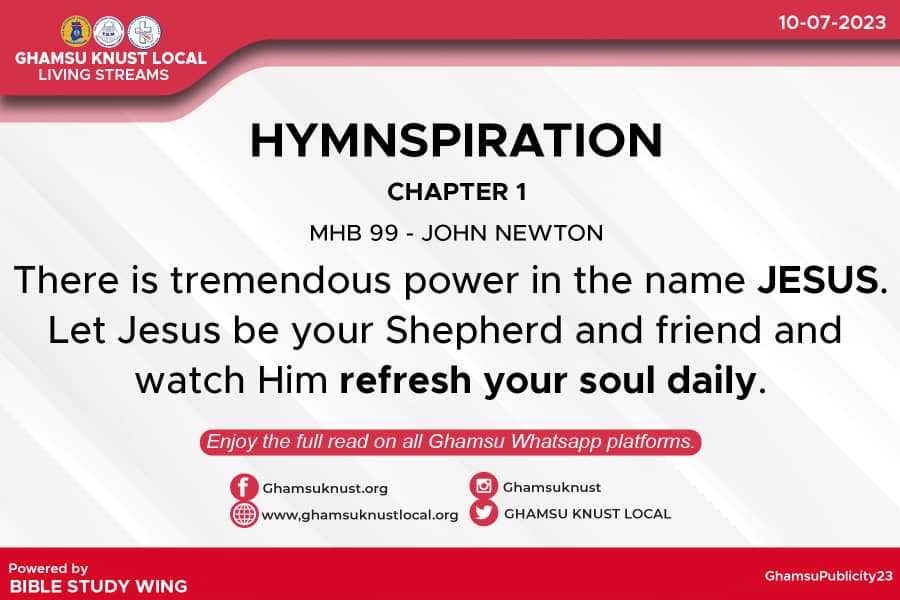 10-07-2023
GHAMSU KNUST LOCAL
LIVING STREAMS
HYMNSPIRATION
CHAPTER 1
MHB 99 - JOHN NEWTON
There is tremendous power in the name JESUS.
Let Jesus be your Shepherd and friend and
watch Him refresh your soul daily.
Enjoy the full read on all Ghamsu Whatsapp platforms.
Ghamsuknust.org
Ghamsuknust
www,ghamsuknustlocal.org
GHAMSU KNUST LOCAL
Powered by
BIBLE STUDY WING
GhamsuPublicity23